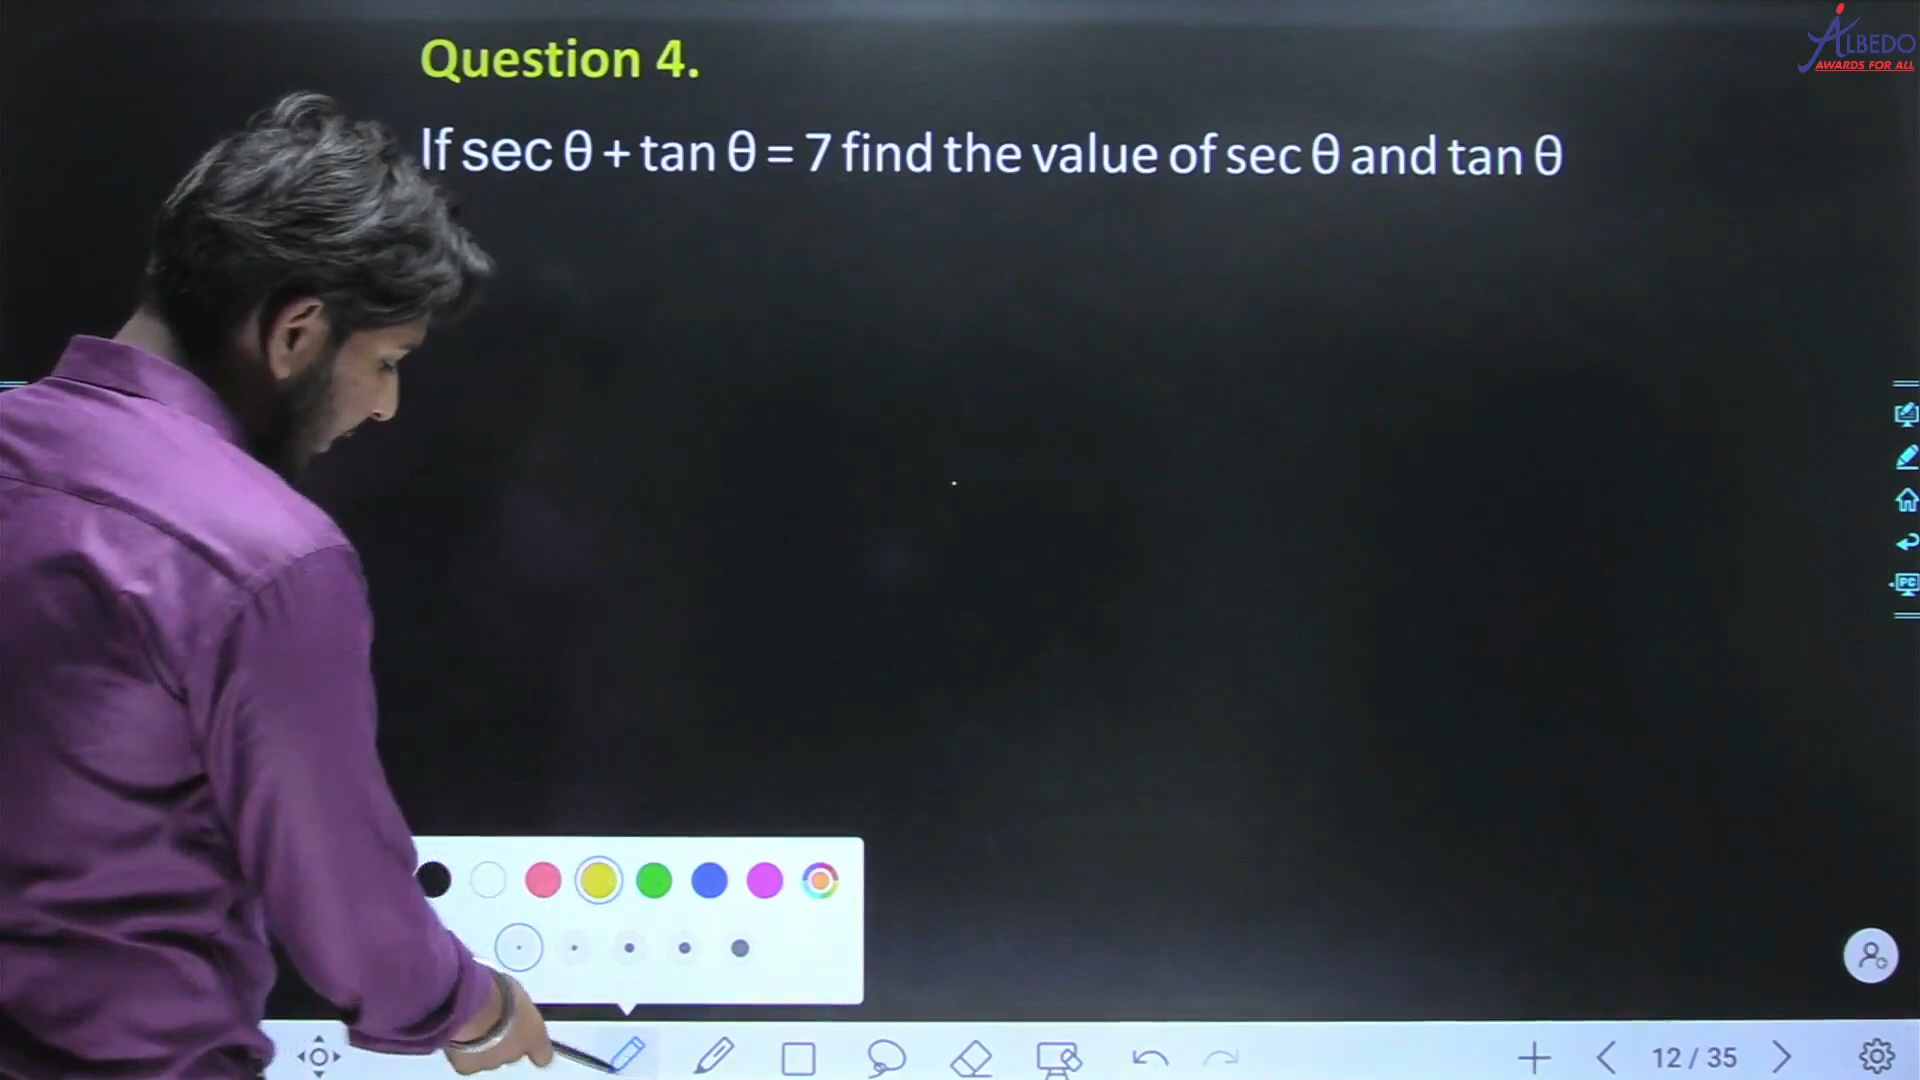 ALBEDO
AWARDS FOR ALL
Question 4.
If sec θ + tan θ = 7 find the value of sec θ and tan θ
PC
12 / 35